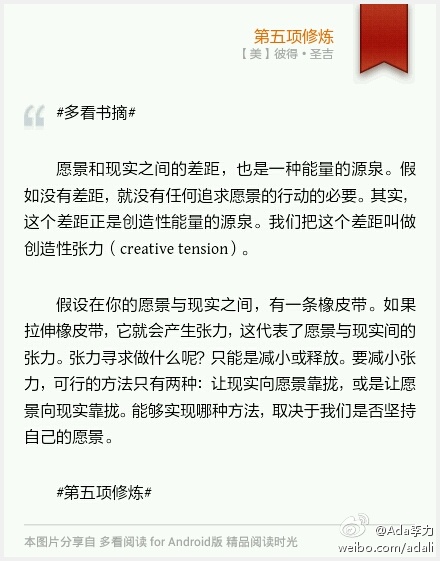 第五项修炼
【美】彼得·圣吉
#多看书摘#
愿景和现实之间的差距，也是一种能量的源泉。假
如没有差距，就没有任何追求愿景的行动的必要。其实，
这个差距正是创造性能量的源泉。我们把这个差距叫做
创造性张力（creative tension）。
假设在你的愿景与现实之间，有一条橡皮带。如果
拉伸橡皮带，它就会产生张力，这代表了愿景与现实间的
张力。张力寻求做什么呢？只能是减小或释放。要减小张
力，可行的方法只有两种：让现实向愿景靠拢，或是让愿
景向现实靠拢。能够实现哪种方法，取决于我们是否坚持
自己的愿景。
#第五项修炼#
本图片分享自 多看阅读 for Android版 精品阅读时光
@Ada李力
weibo.com/adali